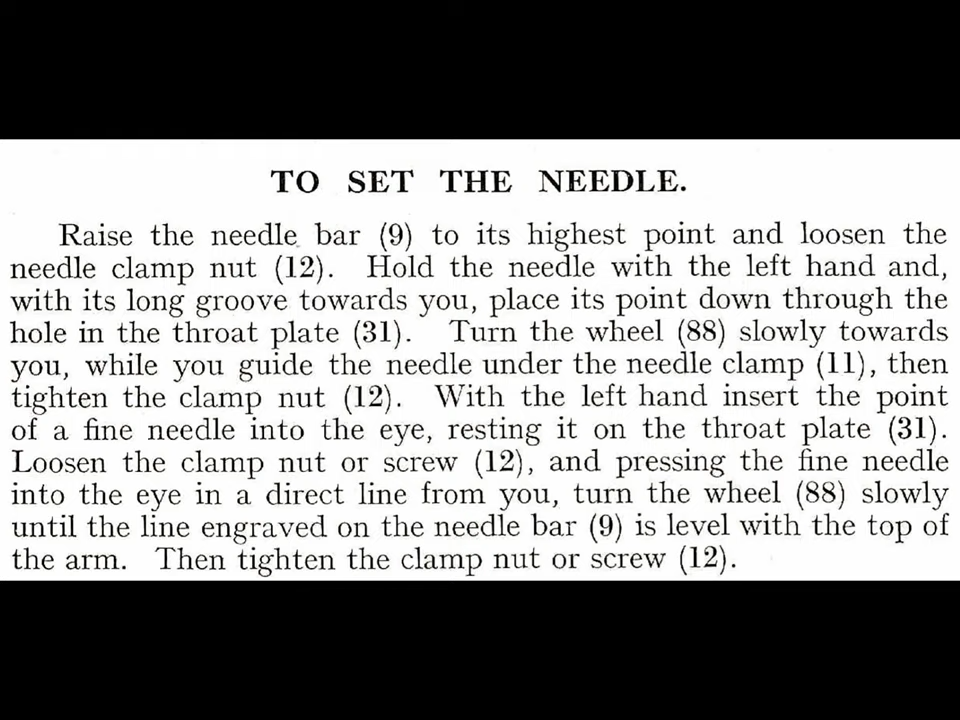 TO SET THE NEEDLE.
Raise the needle bar (9) to its highest point and loosen the
needle clamp nut (12). Hold the needle with the left hand and,
with its long groove towards you, place its point down through the
hole in the throat plate (31). Turn the wheel (88) slowly towards
you, while you guide the needle under the needle clamp (11), then
tighten the clamp nut (12). With the left hand insert the point
of a fine needle into the eye, resting it on the throat plate (31).
Loosen the clamp nut or screw (12), and pressing the fine needle
into the eye in a direct line from you, turn the wheel (88) slowly
until the line engraved on the needle bar (9) is level with the top of
the arm. Then tighten the clamp nut or screw (12).